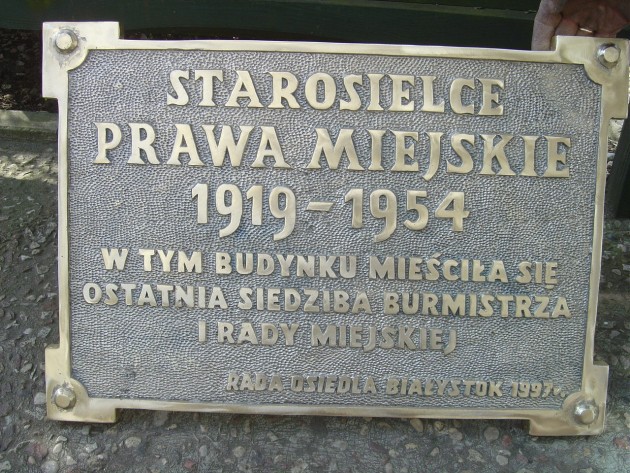 STAROSIELCE
PRAWA MIEJSKIE
1919-1954
W TYM BUDYNKU MIEŚCIŁA SIĘ
OSTATNIA SIEDZIBA BURMISTRZA
I RADY MIEJSKIEJ
RADA OSIEDLA BIAŁYSTOK 1997r.